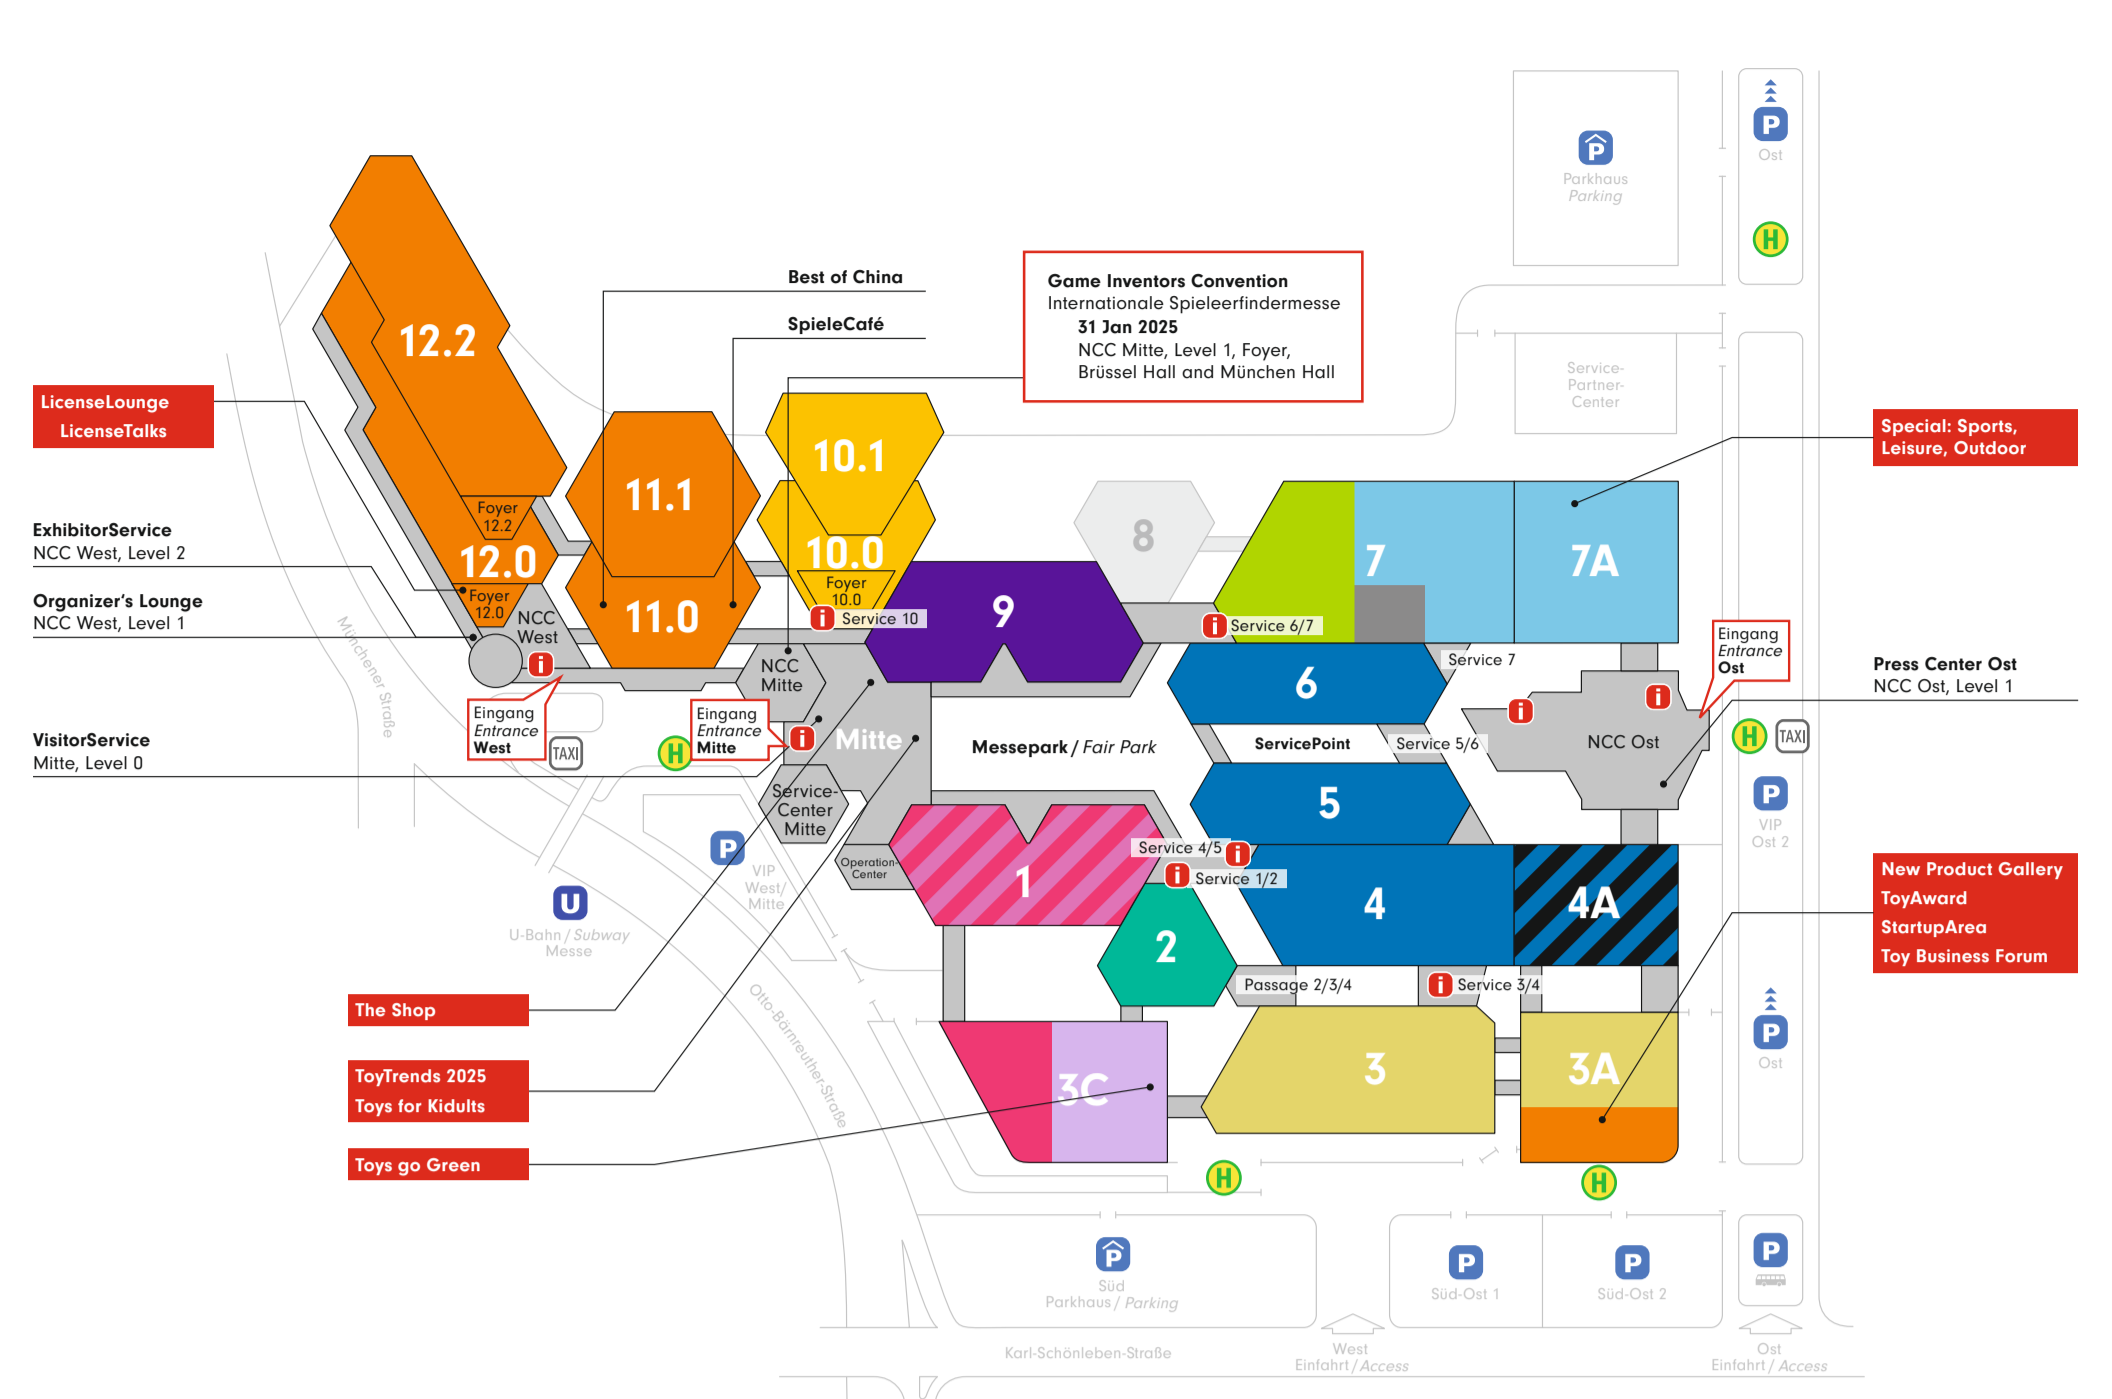 P
Ost
H
P
Parkhaus
Parking
Service-
Partner-
Center
Best of China
SpieleCafé
Game Inventors Convention
Internationale Spieleerfindermesse
31 Jan 2025
NCC Mitte, Level 1, Foyer,
Brüssel Hall and München Hall
LicenseLounge
LicenseTalks
ExhibitorService
NCC West, Level 2
Organizer's Lounge
NCC West, Level 1
VisitorService
Mitte, Level 0
12.2
Foyer
12.2
12.0
Foyer
12.0
NCC
West
i
11.1
11.0
10.1
10.0
Foyer
10.0
i Service 10
9
8
7
7A
i Service 6/7
Special: Sports,
Leisure, Outdoor
Münchener Straße
Eingang
Entrance
West
TAXI
H
Eingang
Entrance
Mitte
i
NCC
Mitte
Mitte
Service-
Center
Mitte
Operation-
Center
Messepark / Fair Park
6
Service 7
ServicePoint
Service 5/6
5
i
i
NCC Ost
Eingang
Entrance
Ost
Press Center Ost
NCC Ost, Level 1
H
TAXI
P
VIP
Ost 2
P
VIP
West/
Mitte
U
U-Bahn / Subway
Messe
1
Service 4/5 i
i Service 1/2
2
4
4A
Passage 2/3/4
i Service 3/4
New Product Gallery
ToyAward
StartupArea
Toy Business Forum
The Shop
ToyTrends 2025
Toys for Kidults
Toys go Green
Otto-Bärnreuther-Straße
3C
3
3A
P
Ost
H
H
P
Süd
Parkhaus / Parking
P
Süd-Ost 1
P
Süd-Ost 2
P
Karl-Schönleben-Straße
West
Einfahrt / Access
Ost
Einfahrt / Access